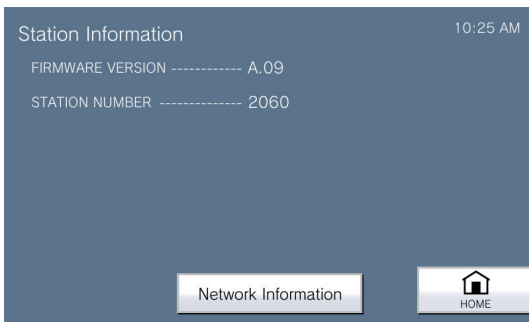 Station Information
10:25 AM
FIRMWARE VERSION ------------ A.09
STATION NUMBER -------------- 2060
Network Information
HOME